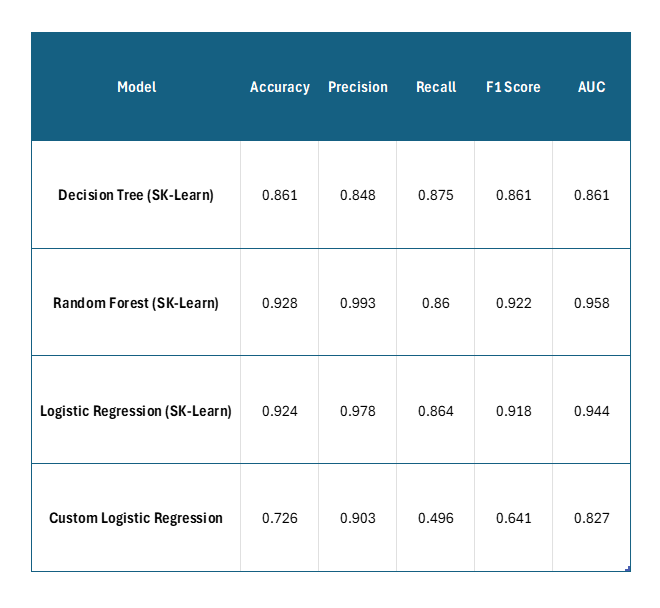 Model Accuracy Precision Recall F1 Score AUC
Decision Tree (SK-Learn) 0.861 0.848 0.875 0.861 0.861
Random Forest (SK-Learn) 0.928 0.993 0.86 0.922 0.958
Logistic Regression (SK-Learn) 0.924 0.978 0.864 0.918 0.944
Custom Logistic Regression 0.726 0.903 0.496 0.641 0.827